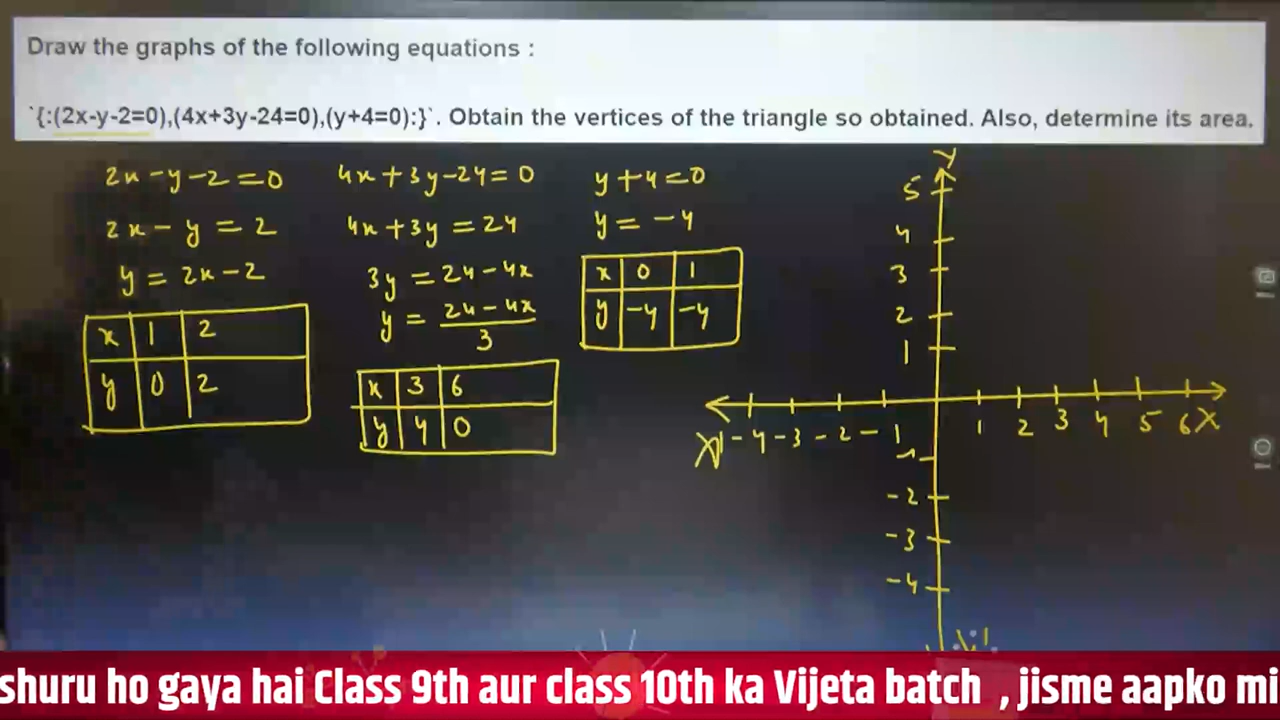 Draw the graphs of the following equations :
`{:(2x-y-2=0),(4x+3y-24=0),(y+4=0):}`. Obtain the vertices of the triangle so obtained. Also, determine its area.
2x-y-2=0
2x-y=2
y=2x-2
x 1 2
y 0 2
4x+3y-24=0
4x+3y=24
3y=24-4x
y=24-4x
3
x 3 6
y 4 0
y+4=0
y=-4
x 0 1
y -4 -4
Y
5
4
3
2
1
X' -4 -3 -2 -1 1 2 3 4 5 6 X
-1
-2
-3
-4
shuru ho gaya hai Class 9th aur class 10th ka Vijeta batch , jisme aapko mi